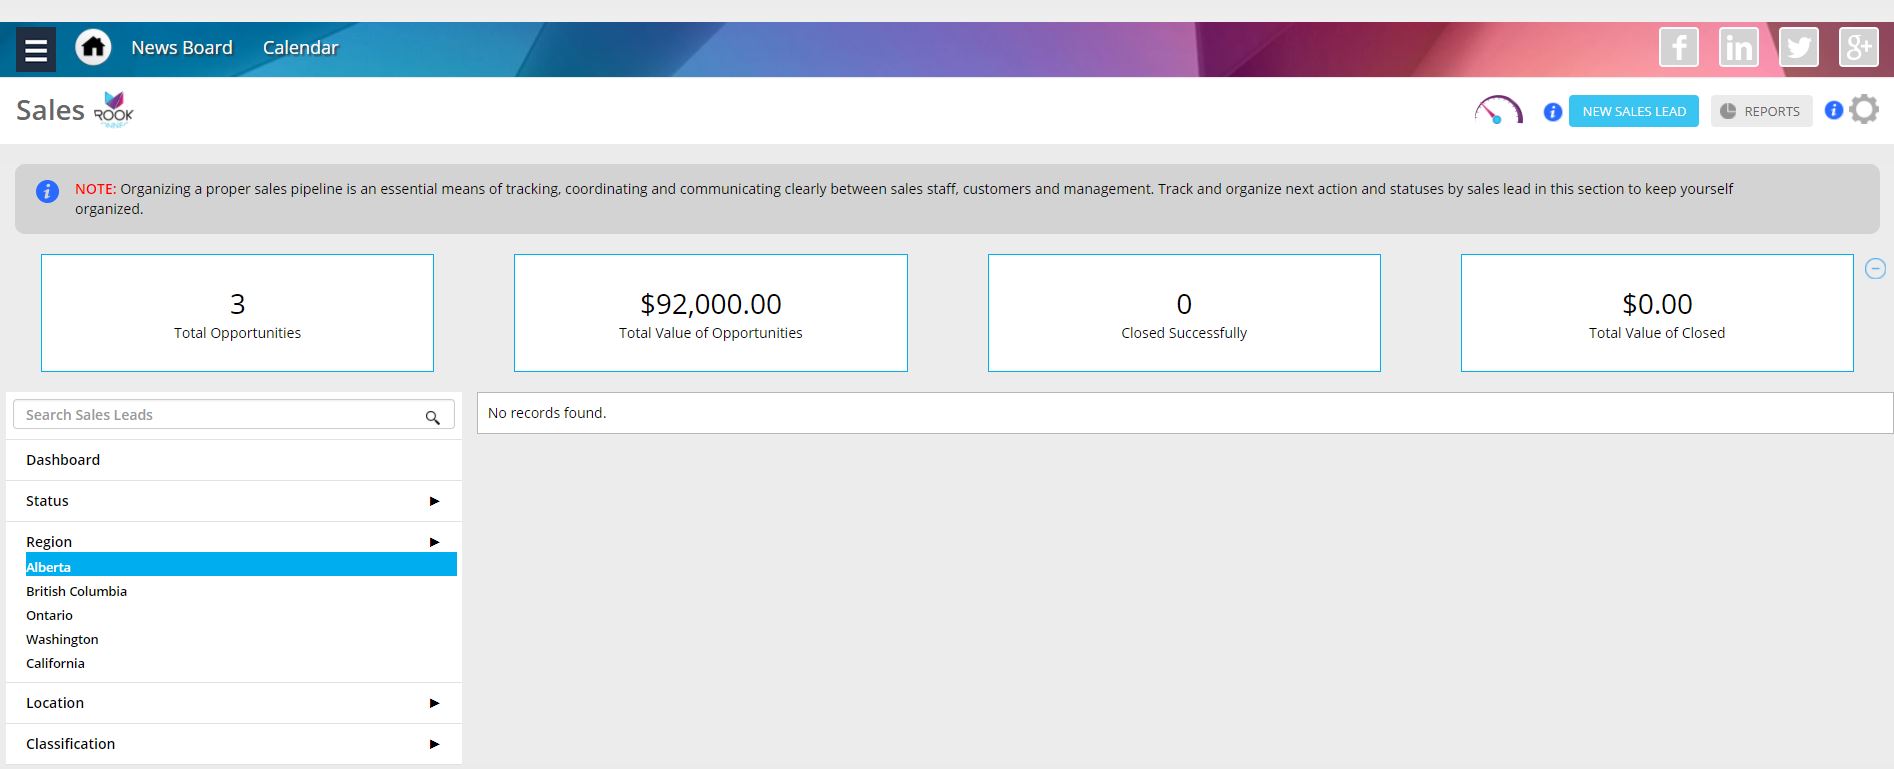 News Board Calendar
f in g+
Sales ROOK
NEW SALES LEAD REPORTS
NOTE: Organizing a proper sales pipeline is an essential means of tracking, coordinating and communicating clearly between sales staff, customers and management. Track and organize next action and statuses by sales lead in this section to keep yourself
organized.
3
Total Opportunities
$92,000.00
Total Value of Opportunities
0
Closed Successfully
$0.00
Total Value of Closed
Search Sales Leads
No records found.
Dashboard
Status
Region
Alberta
British Columbia
Ontario
Washington
California
Location
Classification